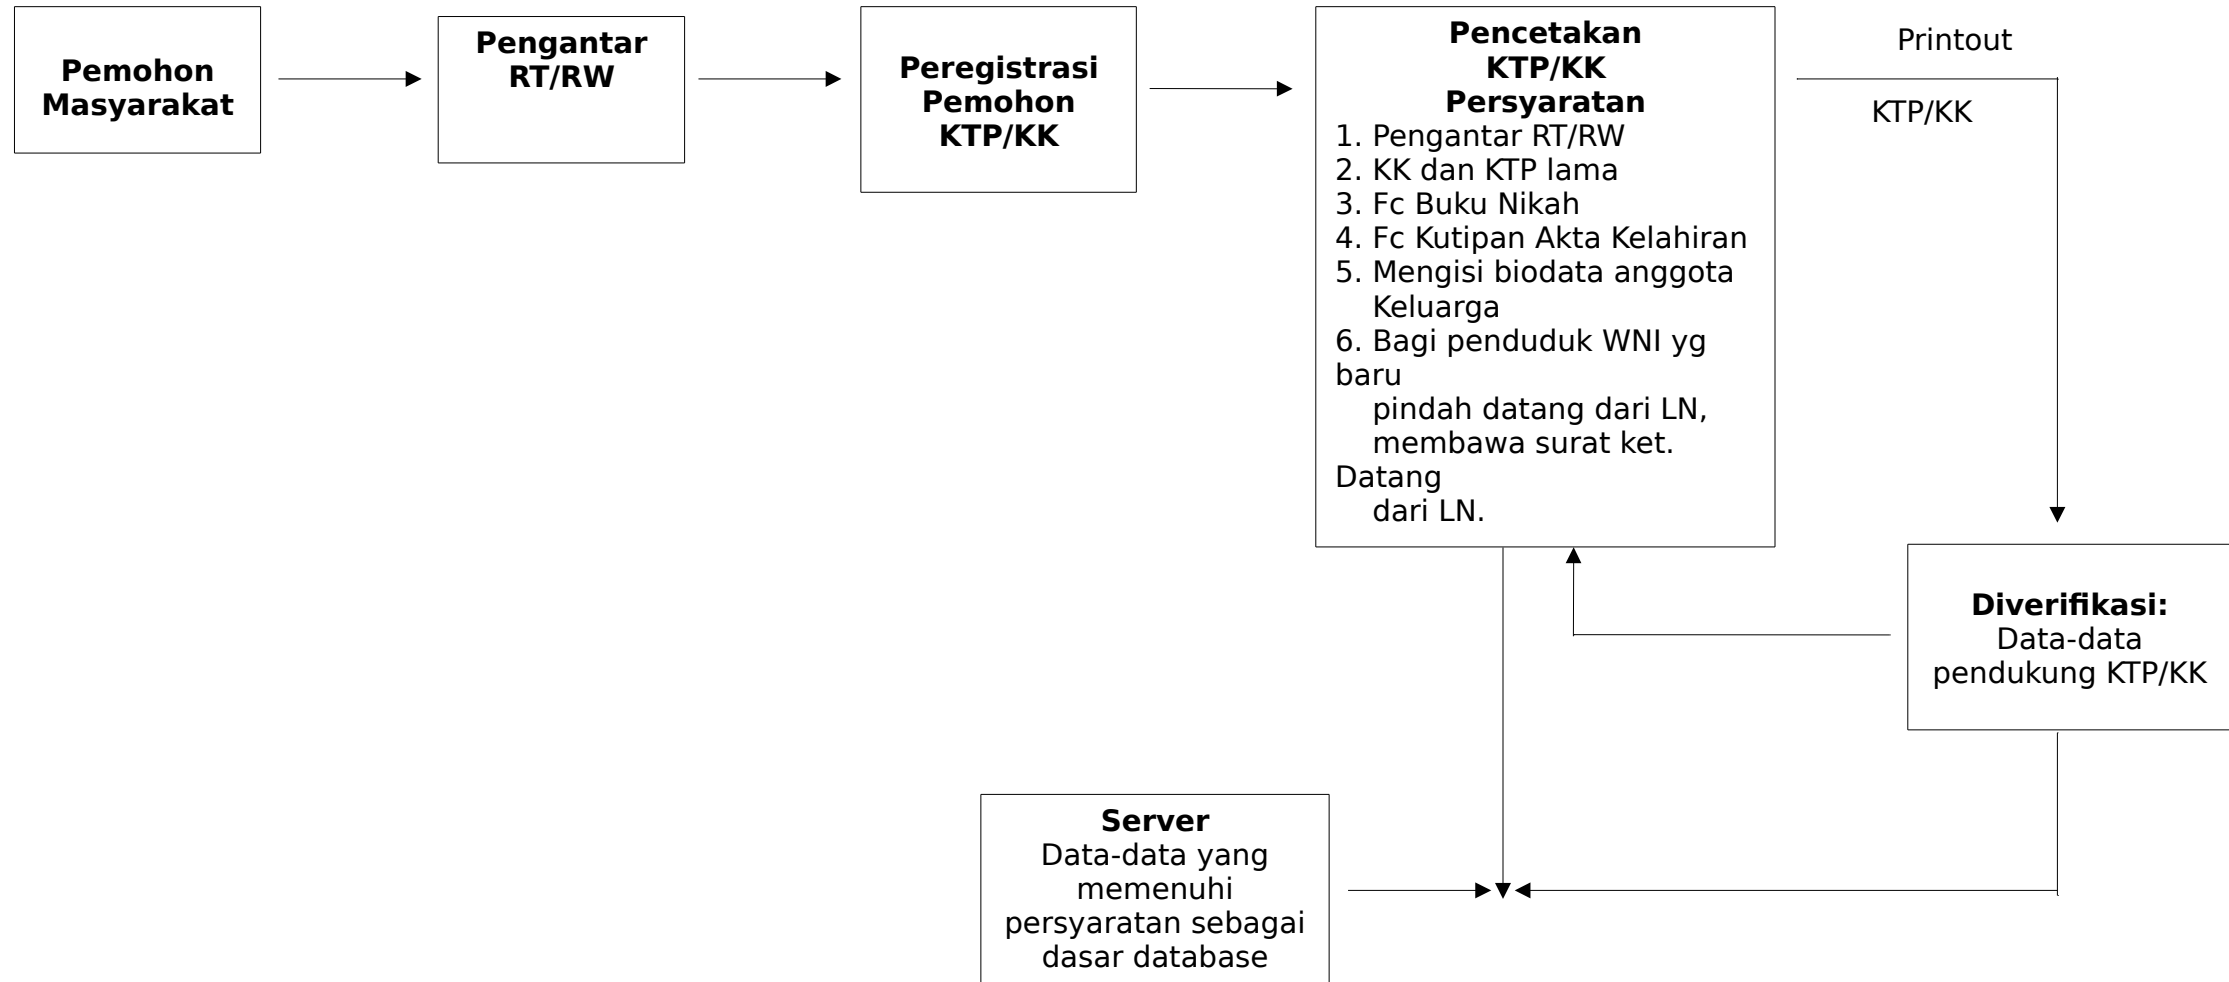 Pemohon
Masyarakat
Pengantar
RT/RW
Peregistrasi
Pemohon
KTP/KK
Pencetakan
KTP/KK
Persyaratan
1. Pengantar RT/RW
2. KK dan KTP lama
3. Fc Buku Nikah
4. Fc Kutipan Akta Kelahiran
5. Mengisi biodata anggota
Keluarga
6. Bagi penduduk WNI yg
baru
pindah datang dari LN,
membawa surat ket.
Datang
dari LN.
Printout
KTP/KK
Diverifikasi:
Data-data
pendukung KTP/KK
Server
Data-data yang
memenuhi
persyaratan sebagai
dasar database